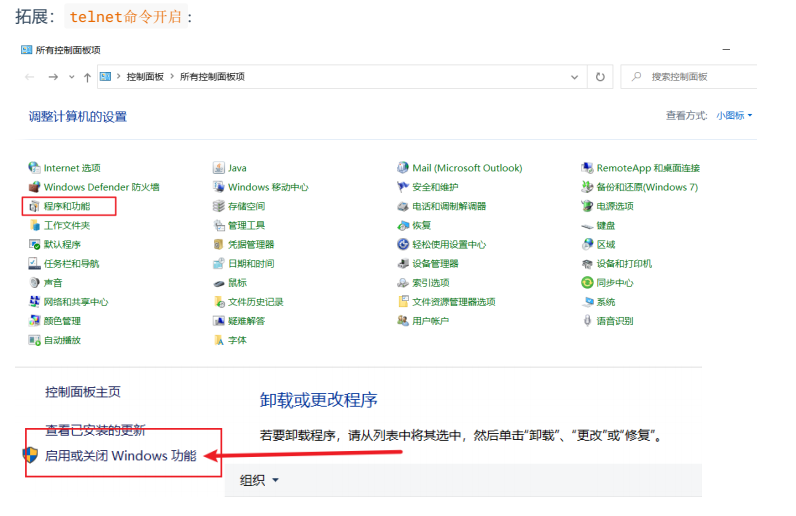 拓展： telnet命令开启 :
所有控制面板项
控制面板 > 所有控制面板项
搜索控制面板
调整计算机的设置
查看方式: 小图标
Internet 选项 Java Mail (Microsoft Outlook) RemoteApp 和桌面连接
Windows Defender 防火墙 Windows 移动中心 安全和维护 备份和还原(Windows 7)
程序和功能 存储空间 电话和调制解调器 电源选项
工作文件夹 管理工具 恢复 键盘
默认程序 凭据管理器 轻松使用设置中心 区域
任务栏和导航 日期和时间 设备管理器 设备和打印机
声音 鼠标 索引选项 同步中心
网络和共享中心 文件历史记录 文件资源管理器选项 系统
颜色管理 疑难解答 用户帐户 语音识别
自动播放 字体
控制面板主页
卸载或更改程序
查看已安装的更新
若要卸载程序，请从列表中将其选中，然后单击“卸载”、“更改”或“修复”。
启用或关闭 Windows 功能
组织